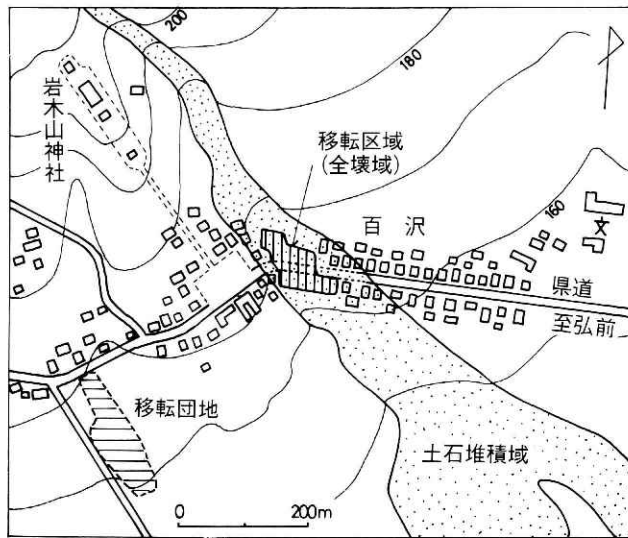 200
180
岩木山神社
移転区域
(全壊域)
百沢
160
文
県道
至弘前
移転団地
土石堆積域
0
200m